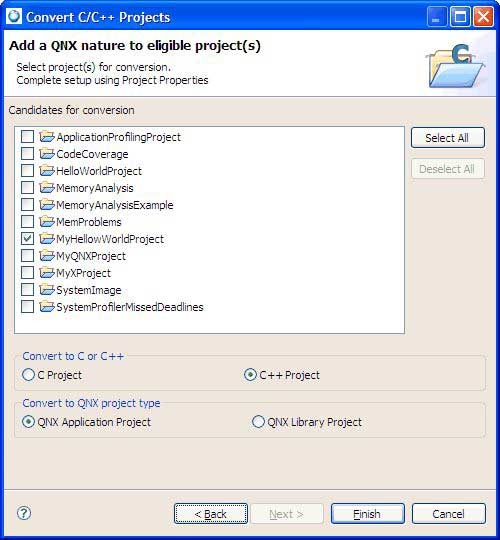 Convert C/C++ Projects
Add a QNX nature to eligible project(s)
Select project(s) for conversion.
Complete setup using Project Properties
C
Candidates for conversion
ApplicationProfilingProject
CodeCoverage
HelloWorldProject
MemoryAnalysis
MemoryAnalysisExample
MemProblems
MyHellowWorldProject
MyQNXProject
MyXProject
SystemImage
SystemProfilerMissedDeadlines
Select All
Deselect All
Convert to C or C++
C Project
C++ Project
Convert to QNX project type
QNX Application Project
QNX Library Project
?
< Back
Next >
Finish
Cancel